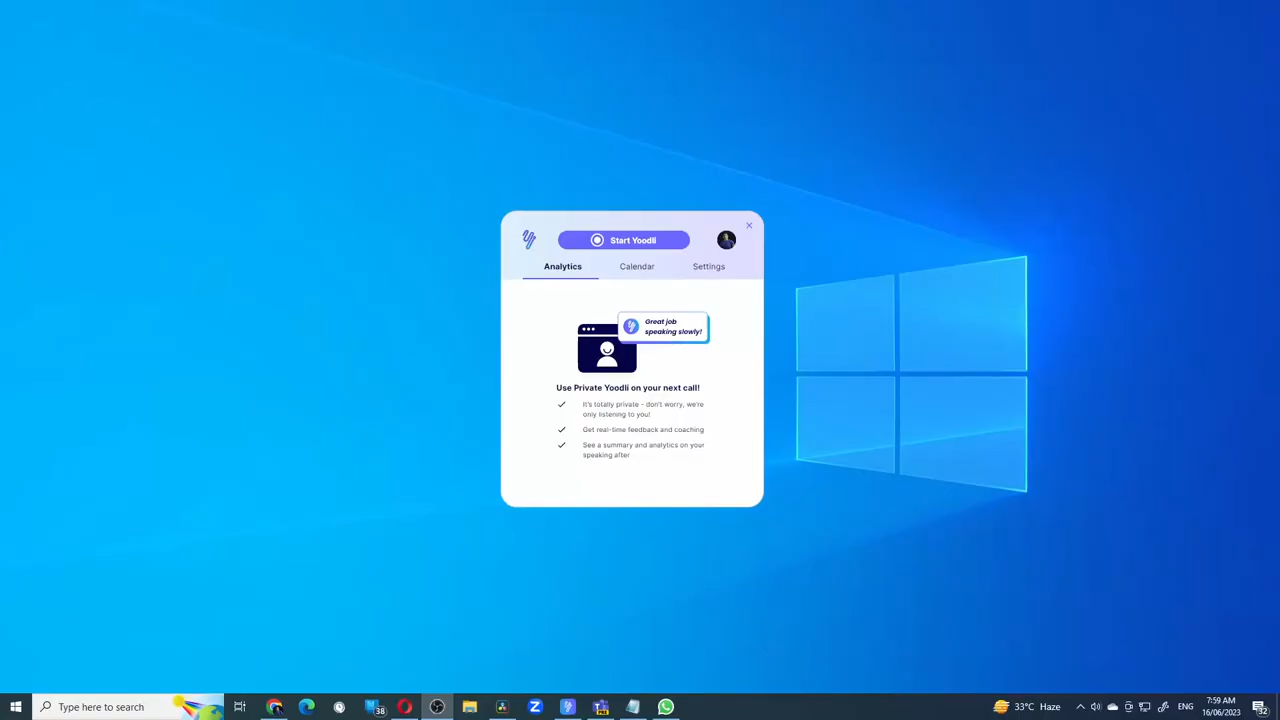 Start Yoodli
Analytics Calendar Settings
Great job
speaking slowly!
Use Private Yoodli on your next call!
It's totally private - don't worry, we're
only listening to you!
Get real-time feedback and coaching
See a summary and analytics on your
speaking after
Type here to search
38
33°C Haze
ENG
7:59 AM
16/06/2023